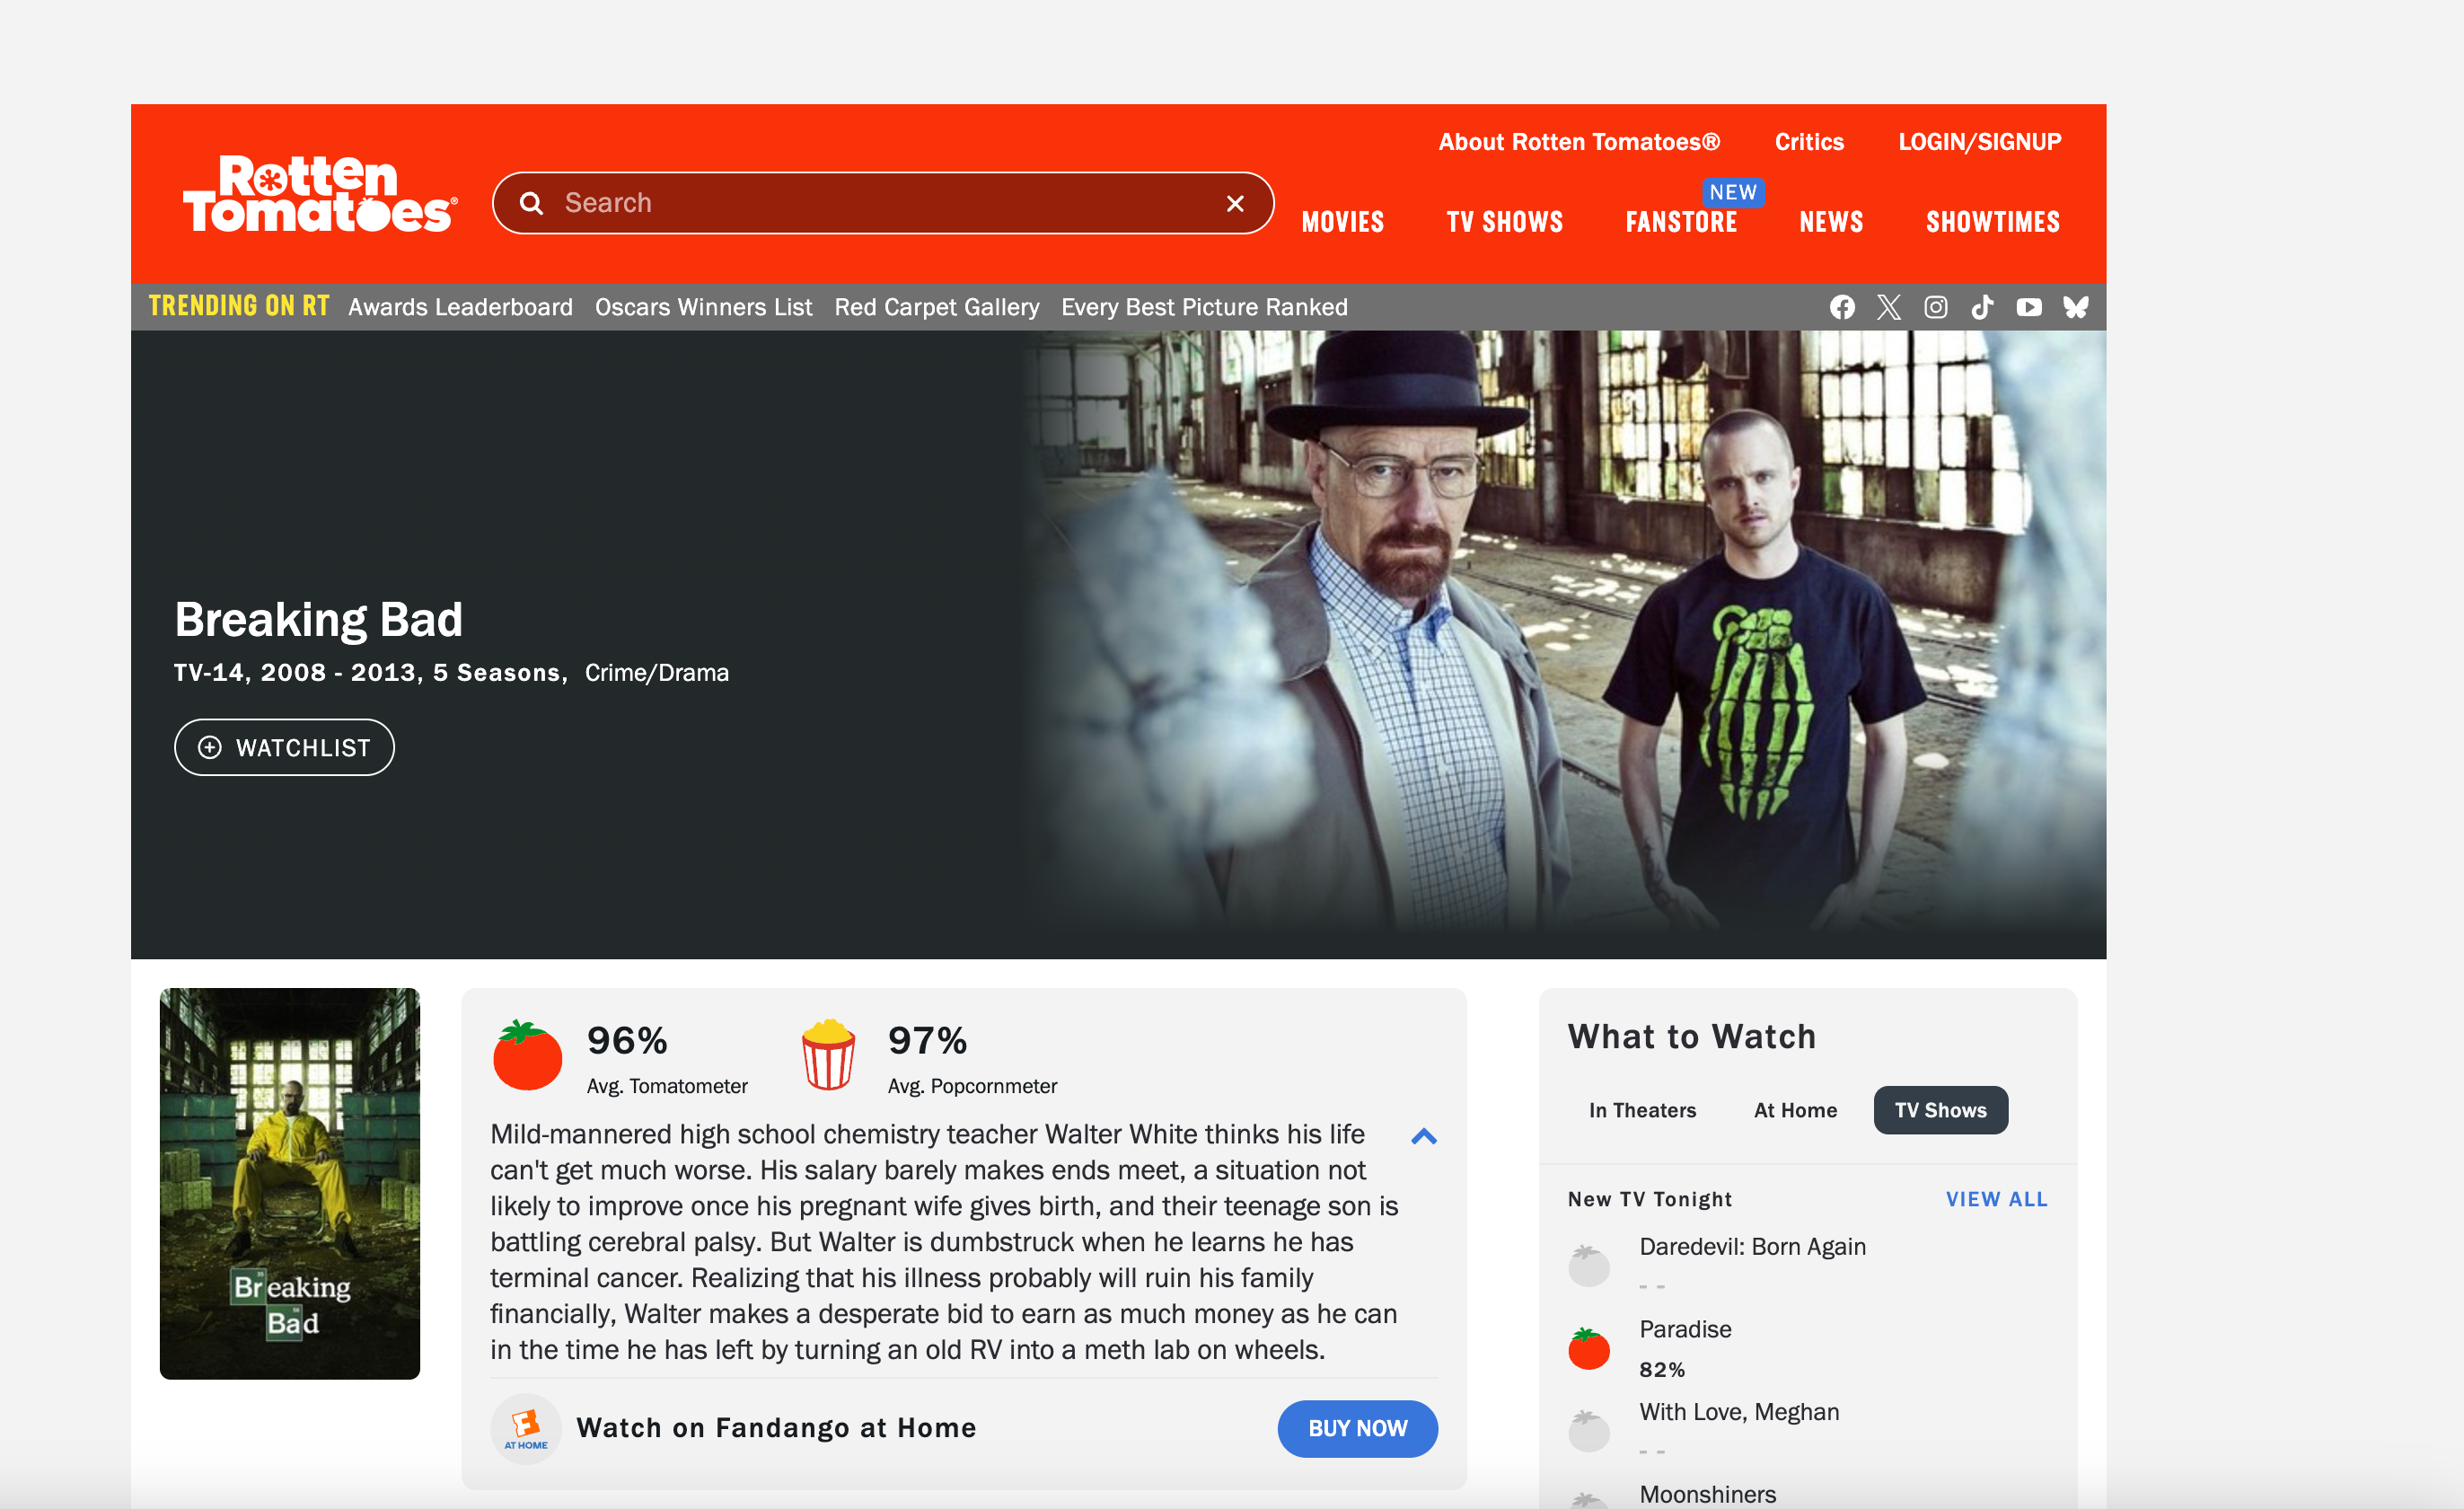 About Rotten Tomatoes® Critics LOGIN/SIGNUP
Rotten
Tomatoes®
Search
NEW
MOVIES TV SHOWS FANSTORE NEWS SHOWTIMES
TRENDING ON RT Awards Leaderboard Oscars Winners List Red Carpet Gallery Every Best Picture Ranked
Breaking Bad
TV-14, 2008 - 2013, 5 Seasons, Crime/Drama
WATCHLIST
Breaking
Bad
96%
Avg. Tomatometer
97%
Avg. Popcornmeter
Mild-mannered high school chemistry teacher Walter White thinks his life
can't get much worse. His salary barely makes ends meet, a situation not
likely to improve once his pregnant wife gives birth, and their teenage son is
battling cerebral palsy. But Walter is dumbstruck when he learns he has
terminal cancer. Realizing that his illness probably will ruin his family
financially, Walter makes a desperate bid to earn as much money as he can
in the time he has left by turning an old RV into a meth lab on wheels.
AT HOME
Watch on Fandango at Home
BUY NOW
What to Watch
In Theaters At Home TV Shows
New TV Tonight VIEW ALL
Daredevil: Born Again
- -
Paradise
82%
With Love, Meghan
- -
Moonshiners